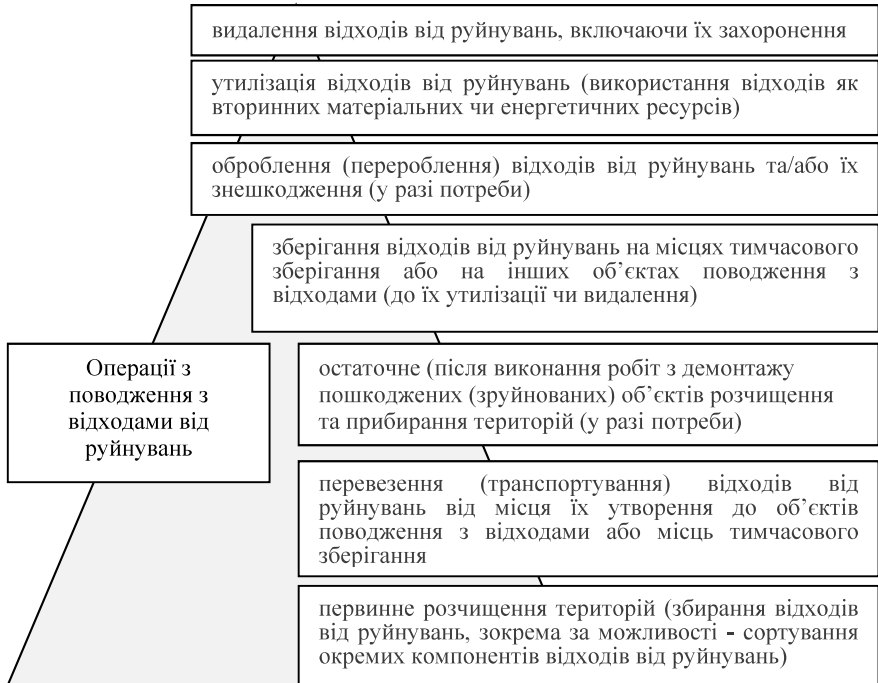 видалення відходів від руйнувань, включаючи їх захоронення
утилізація відходів від руйнувань (використання відходів як
вторинних матеріальних чи енергетичних ресурсів)
оброблення (перероблення) відходів від руйнувань та/або їх
знешкодження (у разі потреби)
зберігання відходів від руйнувань на місцях тимчасового
зберігання або на інших об’єктах поводження з
відходами (до їх утилізації чи видалення)
Операції з
поводження з
відходами від
руйнувань
остаточне (після виконання робіт з демонтажу
пошкоджених (зруйнованих) об’єктів розчищення
та прибирання територій (у разі потреби)
перевезення (транспортування) відходів від
руйнувань від місця їх утворення до об’єктів
поводження з відходами або місць тимчасового
зберігання
первинне розчищення територій (збирання відходів
від руйнувань, зокрема за можливості - сортування
окремих компонентів відходів від руйнувань)